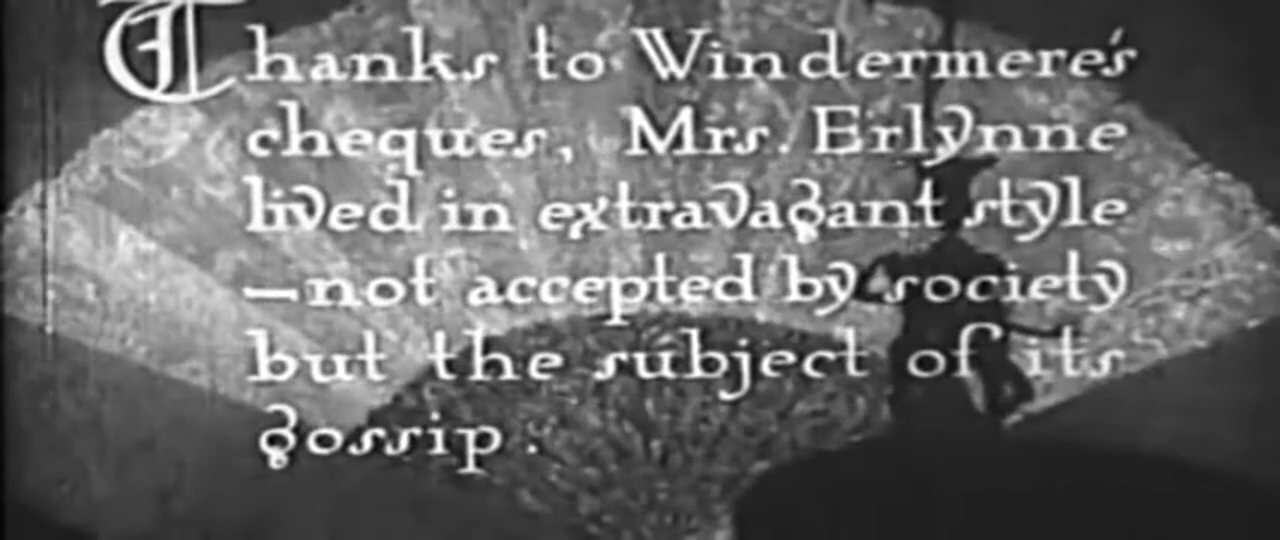 Thanks to Windermere's
cheques, Mrs. Erlynne
lived in extravagant style
—not accepted by society
but the subject of its
gossip.